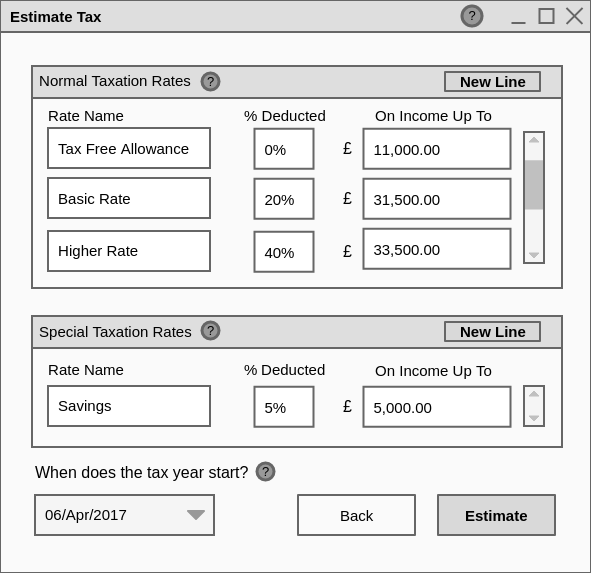 Estimate Tax ?
Normal Taxation Rates ? New Line
Rate Name % Deducted On Income Up To
Tax Free Allowance 0% £ 11,000.00
Basic Rate 20% £ 31,500.00
Higher Rate 40% £ 33,500.00
Special Taxation Rates ? New Line
Rate Name % Deducted On Income Up To
Savings 5% £ 5,000.00
When does the tax year start? ?
06/Apr/2017 Back Estimate